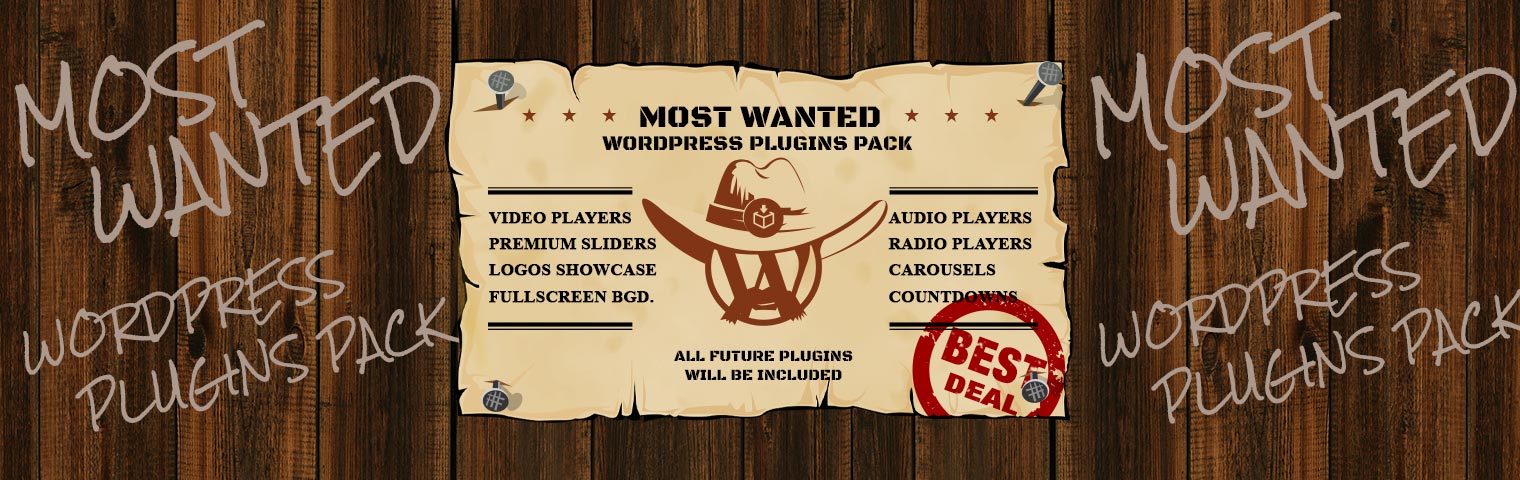 MOST
WANTED
WORDPRESS
PLUGINS PACK
MOST WANTED
WORDPRESS PLUGINS PACK
VIDEO PLAYERS
PREMIUM SLIDERS
LOGOS SHOWCASE
FULLSCREEN BGD.
AUDIO PLAYERS
RADIO PLAYERS
CAROUSELS
COUNTDOWNS
ALL FUTURE PLUGINS
WILL BE INCLUDED
BEST
DEAL
MOST
WANTED
WORDPRESS
PLUGINS PACK